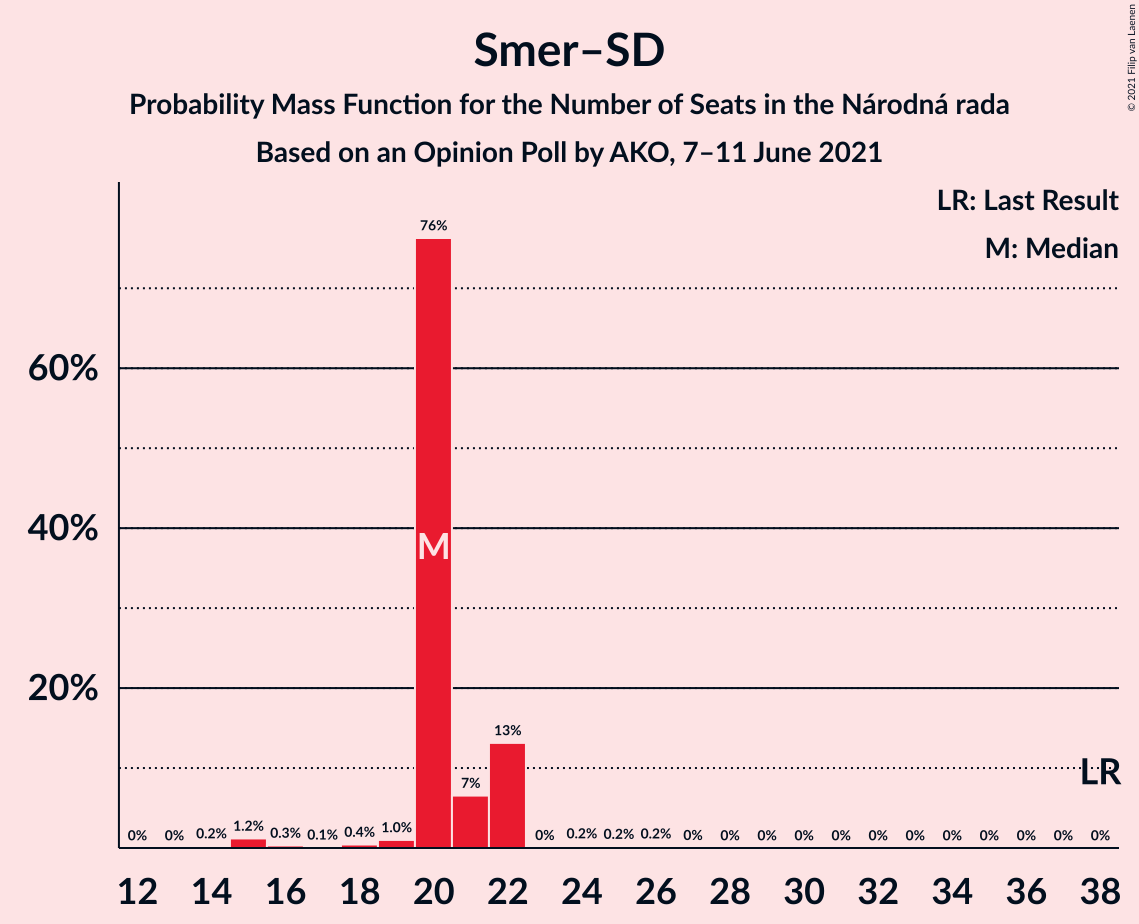 Smer–SD
Probability Mass Function for the Number of Seats in the Národná rada
Based on an Opinion Poll by AKO, 7–11 June 2021
© 2021 Filip van Laenen
LR: Last Result
M: Median
60%
40%
20%
0% 0% 0.2% 1.2% 0.3% 0.1% 0.4% 1.0% 76% 7% 13% 0% 0.2% 0.2% 0.2% 0% 0% 0% 0% 0% 0% 0% 0% 0% 0% 0% 0%
M
LR
12 14 16 18 20 22 24 26 28 30 32 34 36 38